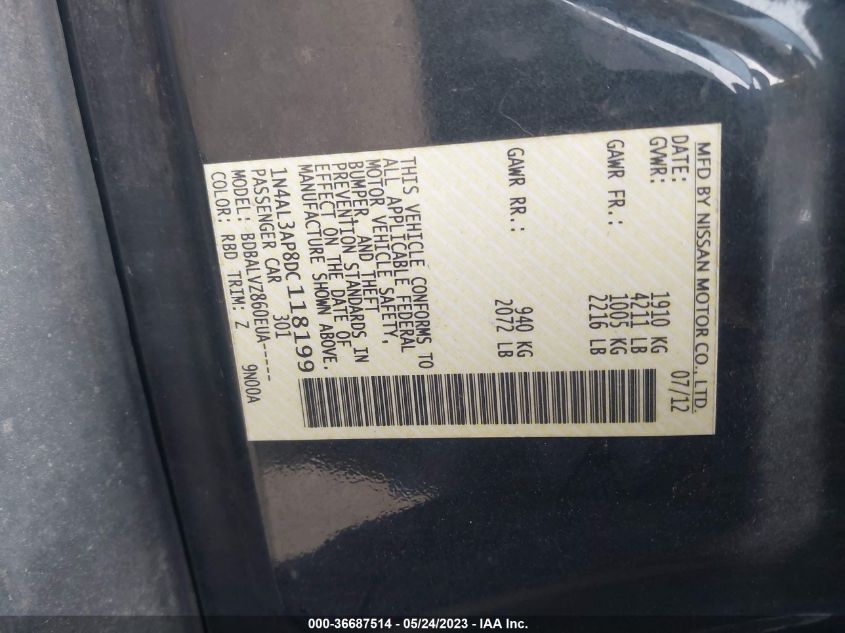 MFD BY NISSAN MOTOR CO., LTD.
DATE: 07/12
GVWR: 1910 KG
4211 LB
GAWR FR.: 1005 KG
2216 LB
GAWR RR.: 940 KG
2072 LB
THIS VEHICLE CONFORMS TO
ALL APPLICABLE FEDERAL
MOTOR VEHICLE SAFETY,
BUMPER, AND THEFT
PREVENTION STANDARDS IN
EFFECT ON THE DATE OF
MANUFACTURE SHOWN ABOVE.
1N4AL3AP8DC118199
PASSENGER CAR 301
MODEL: BDBALVZ860EUA-----
COLOR: RBD TRIM: Z 9N00A
000-36687514 - 05/24/2023 - IAA Inc.